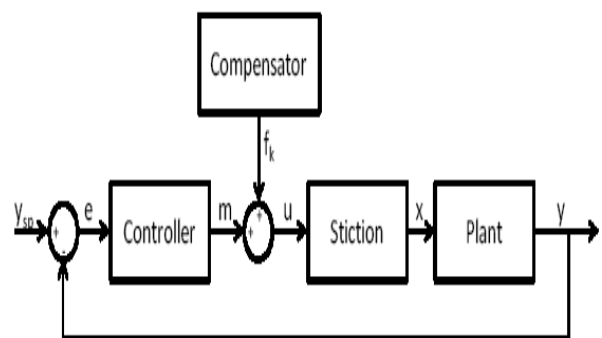 Compensator
f_k
y_sp
+
-
e
Controller
m
+
+
u
Stiction
x
Plant
y